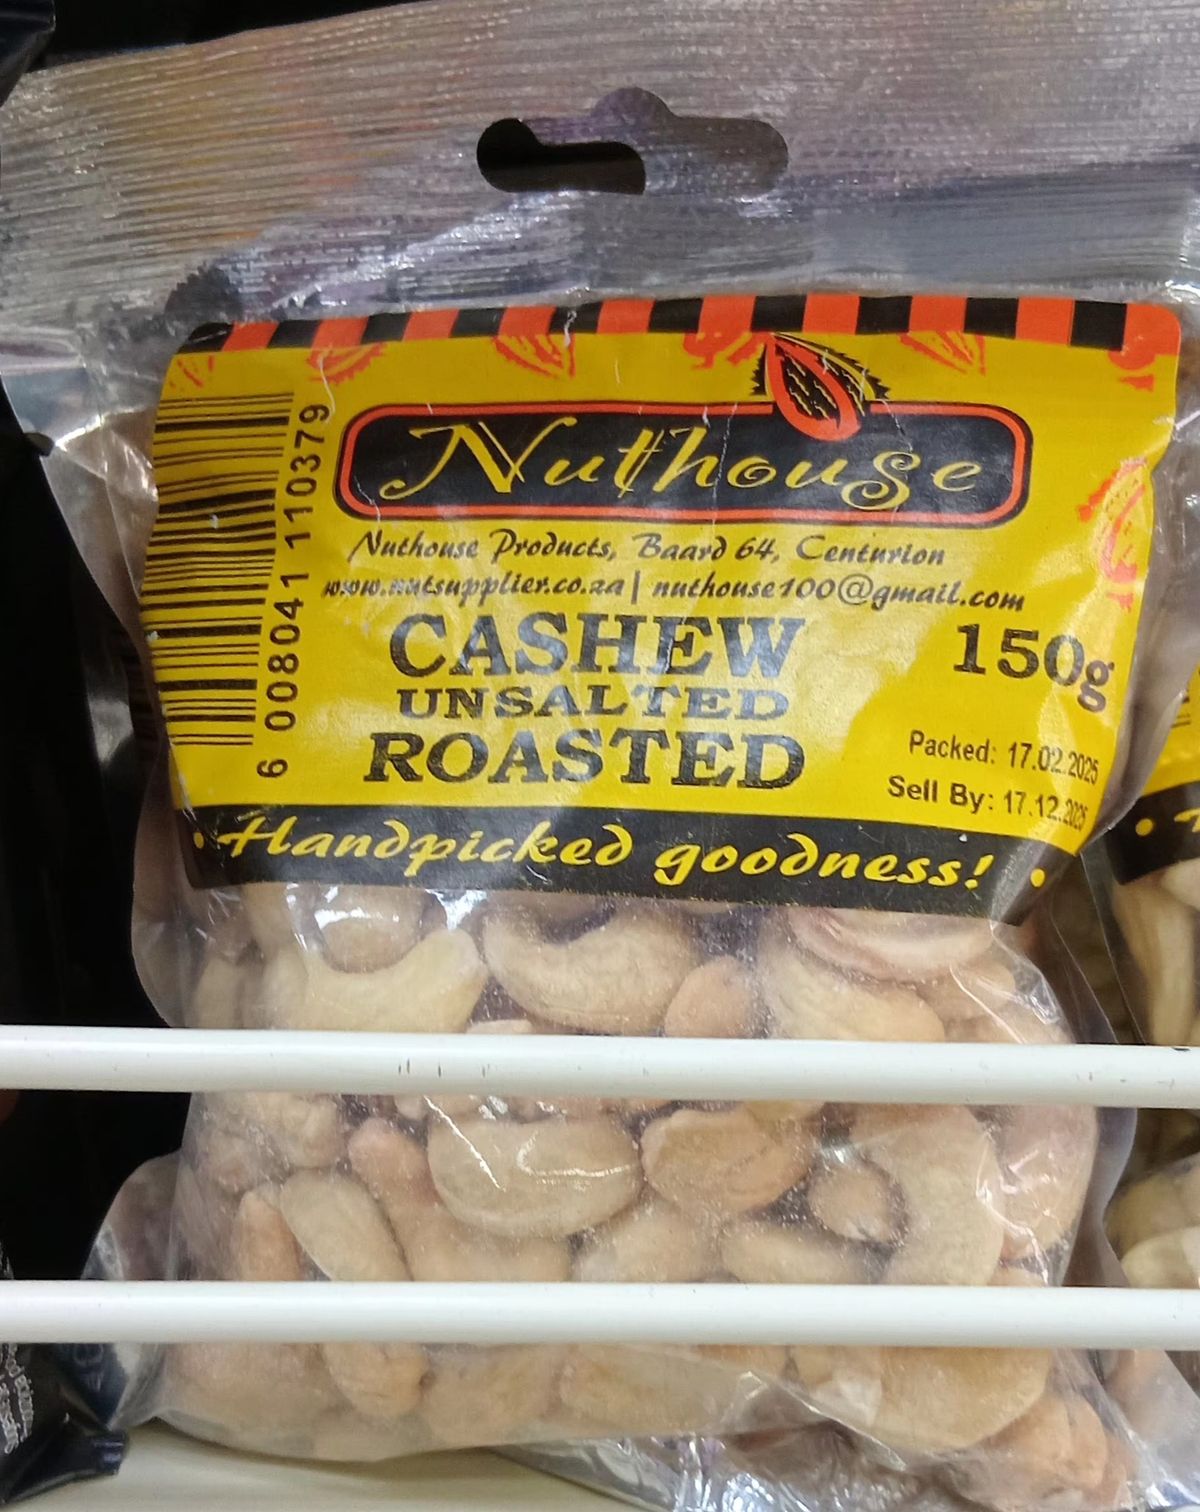 Nuthouse
Nuthouse Products, Baard 64, Centurion
www.nutsupplier.co.za | nuthouse100@gmail.com
CASHEW
UNSALTED
ROASTED
150g
Packed: 17.02.2025
Sell By: 17.12.2025
• Handpicked goodness! •
6 008041 110379